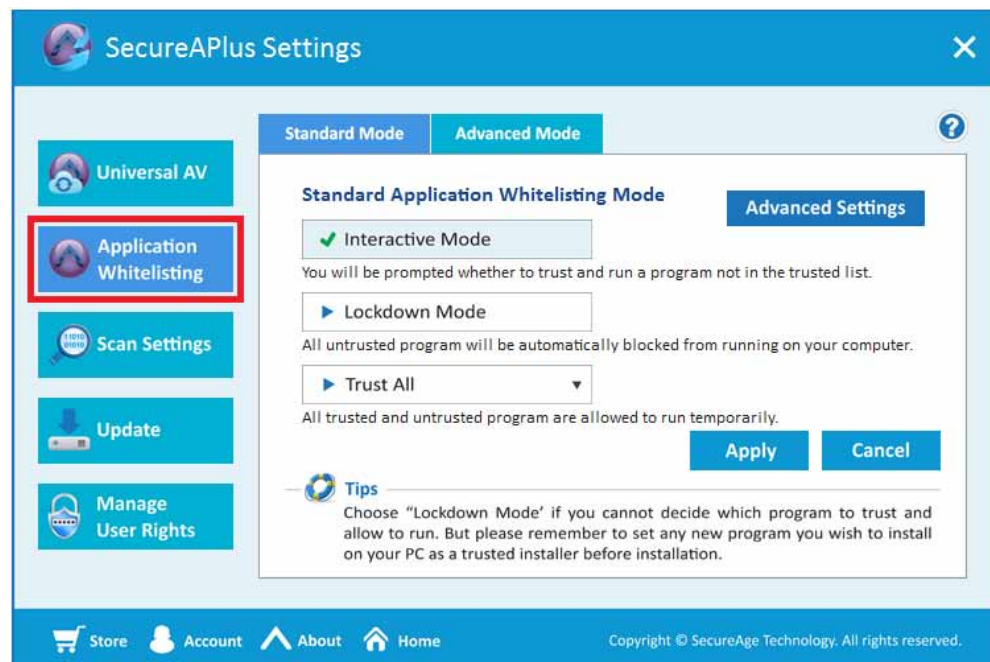 SecureAPlus Settings
Universal AV
Application
Whitelisting
Scan Settings
Update
Manage
User Rights
Standard Mode
Advanced Mode
Standard Application Whitelisting Mode
Advanced Settings
Interactive Mode
You will be prompted whether to trust and run a program not in the trusted list.
Lockdown Mode
All untrusted program will be automatically blocked from running on your computer.
Trust All
All trusted and untrusted program are allowed to run temporarily.
Apply
Cancel
Tips
Choose “Lockdown Mode’ if you cannot decide which program to trust and
allow to run. But please remember to set any new program you wish to install
on your PC as a trusted installer before installation.
Store
Account
About
Home
Copyright © SecureAge Technology. All rights reserved.